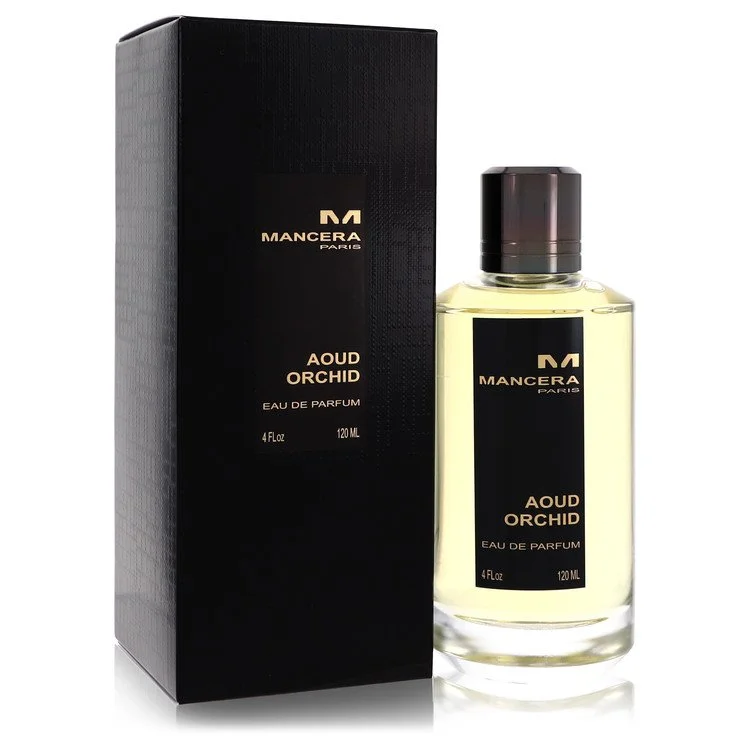 M
MANCERA
PARIS
AOUD
ORCHID
EAU DE PARFUM
4 FLoz 120 ML
M
MANCERA
PARIS
AOUD
ORCHID
EAU DE PARFUM
4 FLoz 120 ML